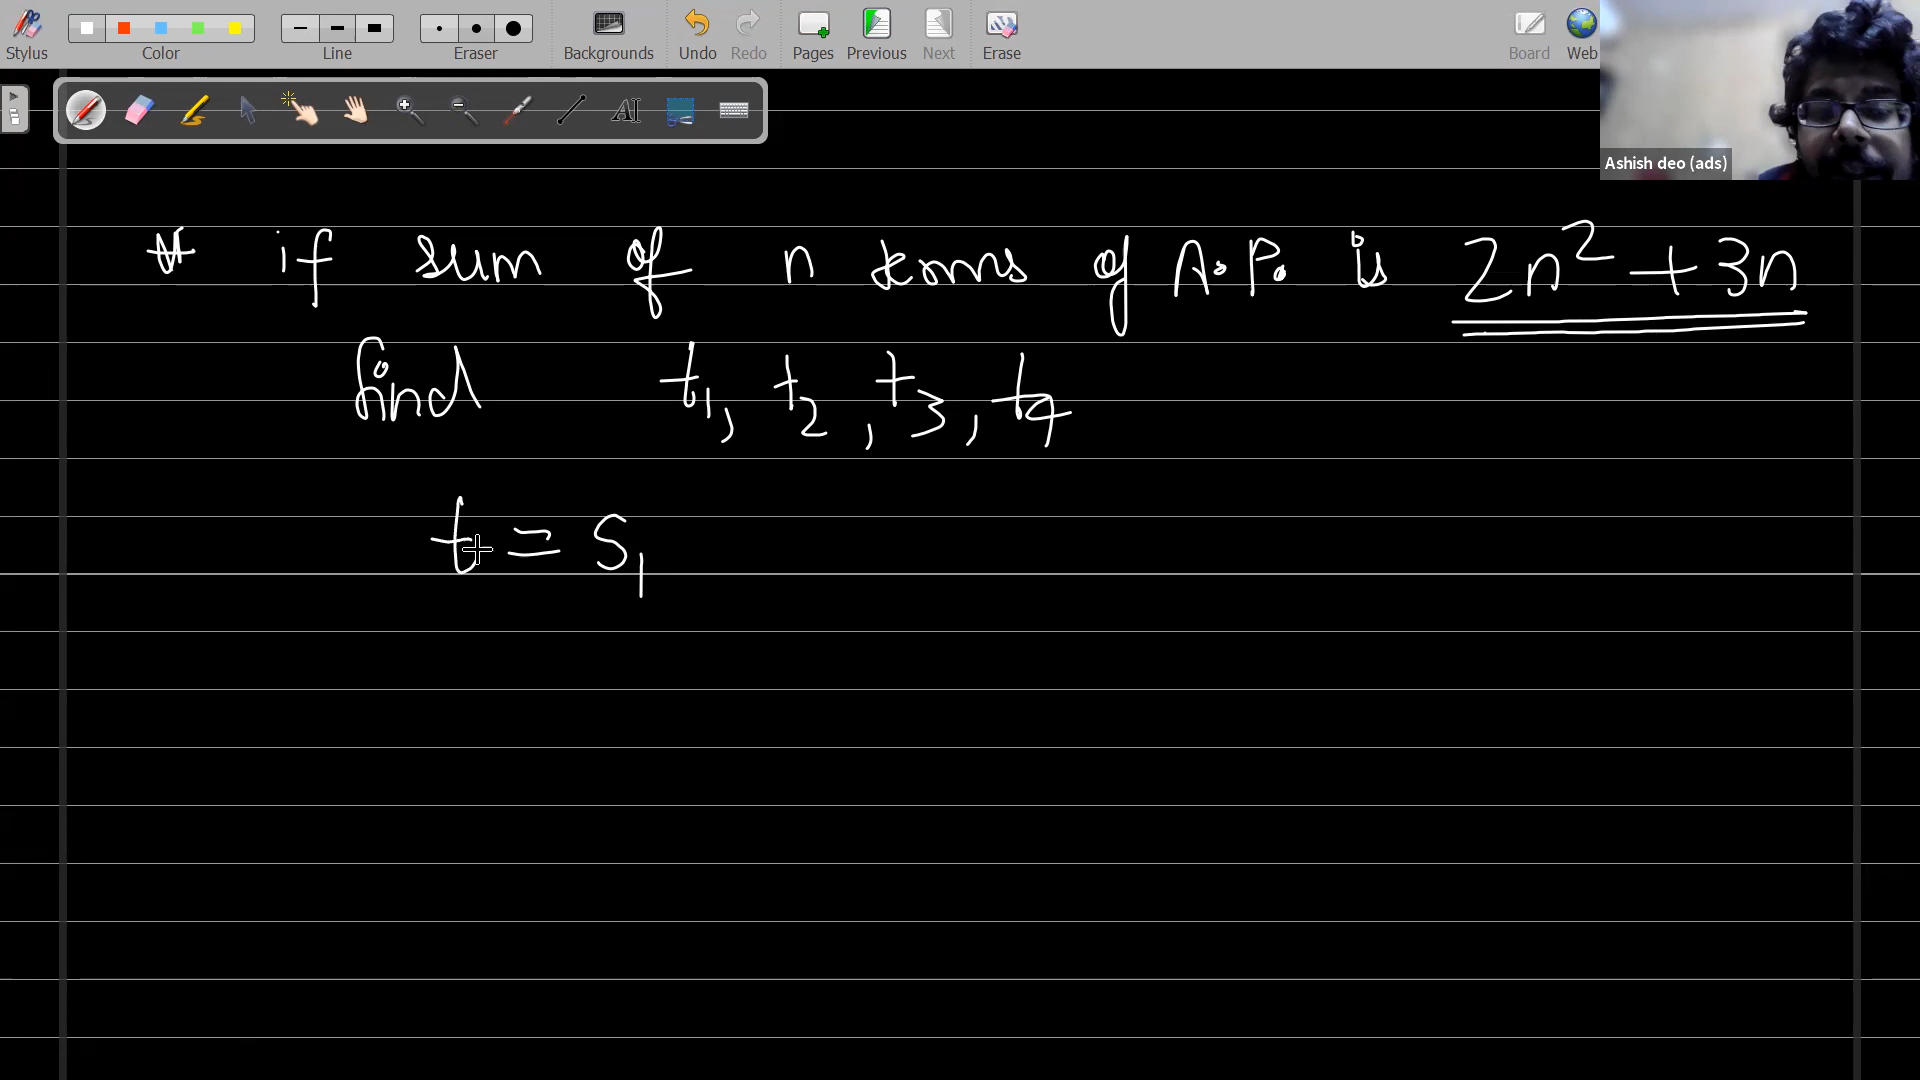 Stylus Color Line Eraser Backgrounds Undo Redo Pages Previous Next Erase Board Web
AI
Ashish deo (ads)
* if sum of n terms of A.P. is 2n² + 3n
find t₁, t₂, t₃, t₄
t = S₁